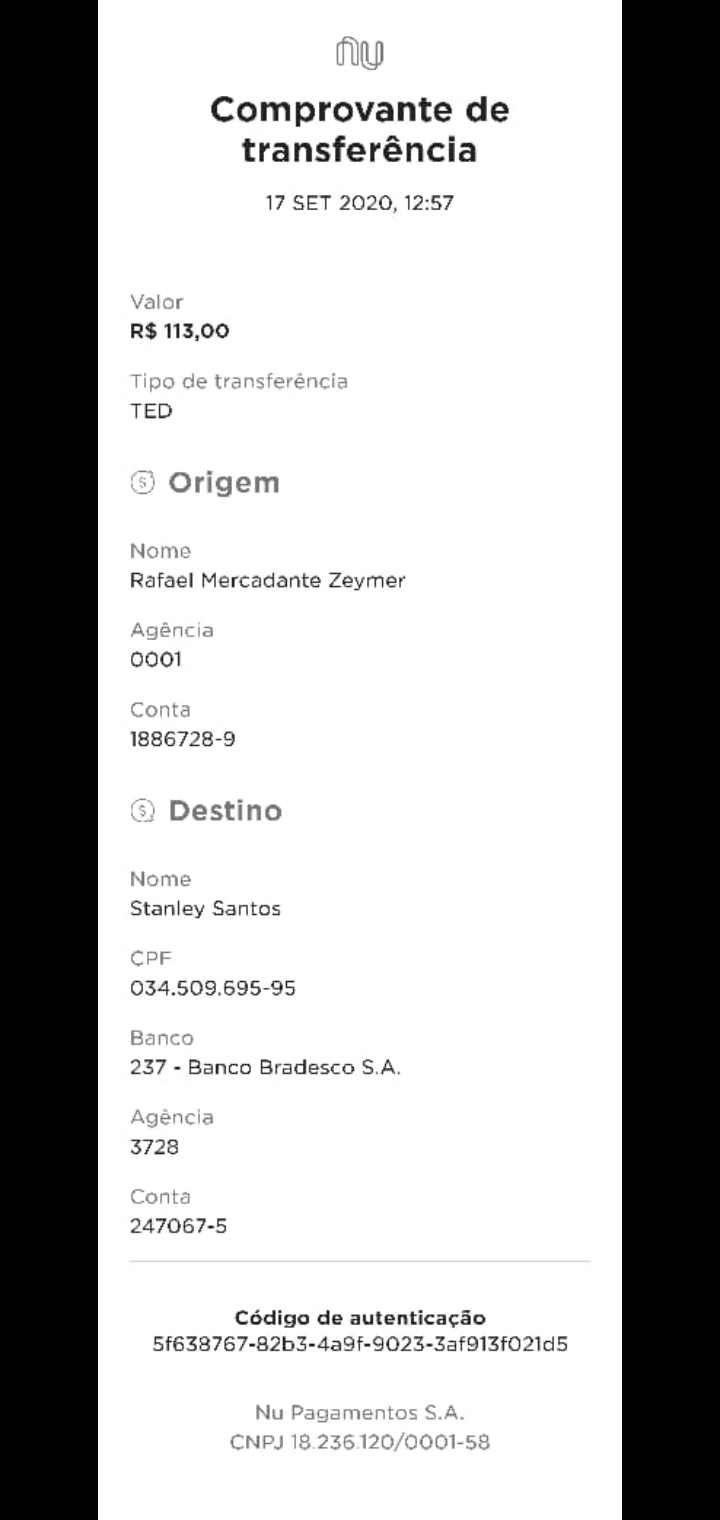 nu
Comprovante de
transferência
17 SET 2020, 12:57
Valor
R$ 113,00
Tipo de transferência
TED
Origem
Nome
Rafael Mercadante Zeymer
Agência
0001
Conta
1886728-9
Destino
Nome
Stanley Santos
CPF
034.509.695-95
Banco
237 - Banco Bradesco S.A.
Agência
3728
Conta
247067-5
Código de autenticação
5f638767-82b3-4a9f-9023-3af913f021d5
Nu Pagamentos S.A.
CNPJ 18.236.120/0001-58